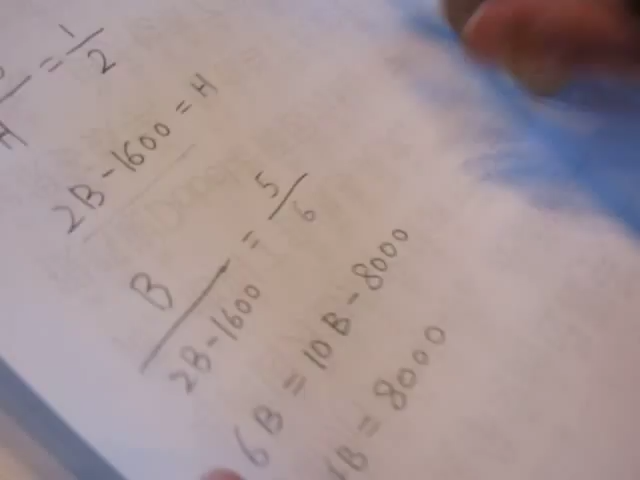 = 1/2
2B - 1600 = H
B/(2B - 1600) = 5/6
6B = 10B - 8000
B = 8000